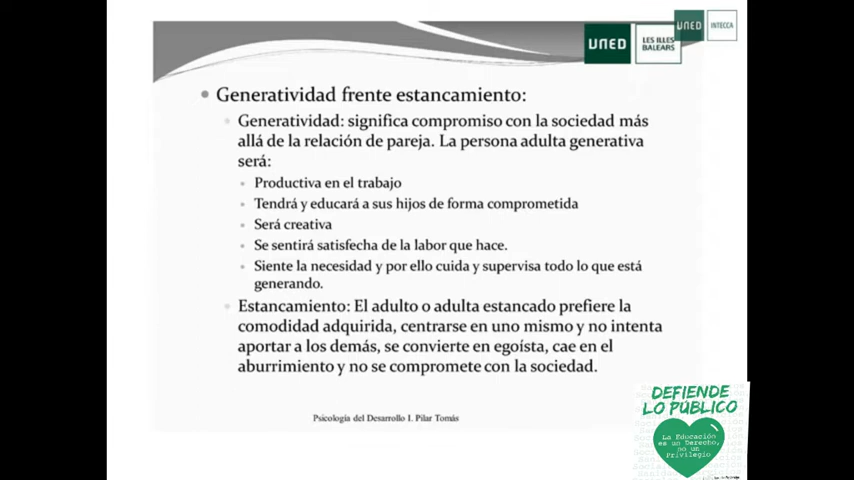 UNED
LES ILLES
BALEARS
UNED
INTECCA
Generatividad frente estancamiento:
Generatividad: significa compromiso con la sociedad más
allá de la relación de pareja. La persona adulta generativa
será:
Productiva en el trabajo
Tendrá y educará a sus hijos de forma comprometida
Será creativa
Se sentirá satisfecha de la labor que hace.
Siente la necesidad y por ello cuida y supervisa todo lo que está
generando.
Estancamiento: El adulto o adulta estancado prefiere la
comodidad adquirida, centrarse en uno mismo y no intenta
aportar a los demás, se convierte en egoísta, cae en el
aburrimiento y no se compromete con la sociedad.
Psicología del Desarrollo I. Pilar Tomás
DEFIENDE
LO PÚBLICO
La Educación
es un Derecho,
no un
Privilegio